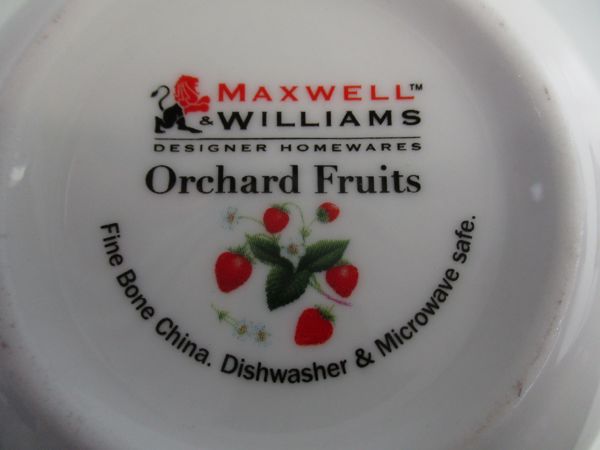 MAXWELL™
&WILLIAMS
DESIGNER HOMEWARES
Orchard Fruits
Fine Bone China. Dishwasher & Microwave safe.